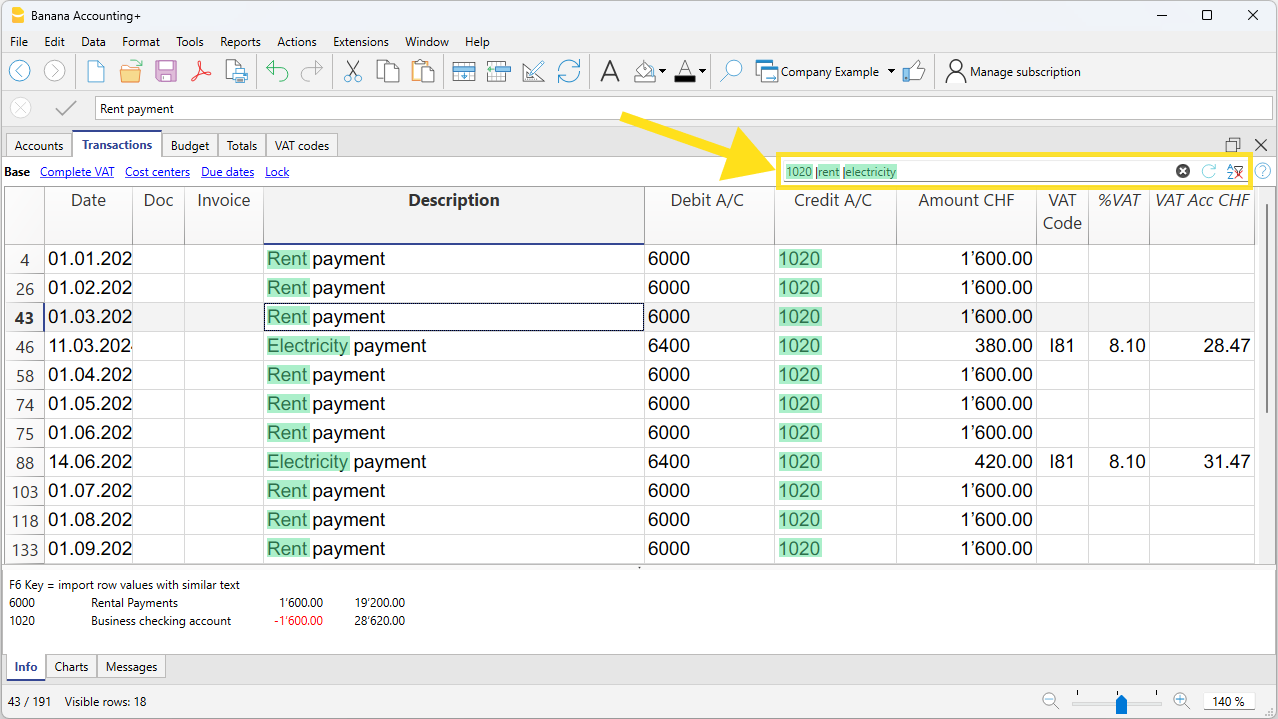 Banana Accounting+
File Edit Data Format Tools Reports Actions Extensions Window Help
Company Example Manage subscription
Rent payment
Accounts Transactions Budget Totals VAT codes
Base Complete VAT Cost centers Due dates Lock 1020 |rent |electricity
Date Doc Invoice Description Debit A/C Credit A/C Amount CHF VAT Code %VAT VAT Acc CHF
4 01.01.202 Rent payment 6000 1020 1’600.00
26 01.02.202 Rent payment 6000 1020 1’600.00
43 01.03.202 Rent payment 6000 1020 1’600.00
46 11.03.202 Electricity payment 6400 1020 380.00 I81 8.10 28.47
58 01.04.202 Rent payment 6000 1020 1’600.00
74 01.05.202 Rent payment 6000 1020 1’600.00
75 01.06.202 Rent payment 6000 1020 1’600.00
88 14.06.202 Electricity payment 6400 1020 420.00 I81 8.10 31.47
103 01.07.202 Rent payment 6000 1020 1’600.00
118 01.08.202 Rent payment 6000 1020 1’600.00
133 01.09.202 Rent payment 6000 1020 1’600.00
F6 Key = import row values with similar text
6000 Rental Payments 1’600.00 19’200.00
1020 Business checking account -1’600.00 28’620.00
Info Charts Messages
43 / 191 Visible rows: 18 140 %